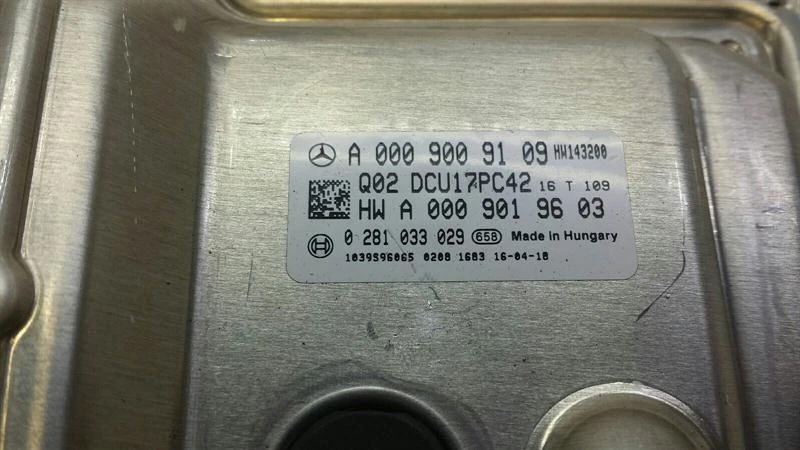 A 000 900 91 09 HW143200
Q02 DCU17PC42 16 T 109
HW A 000 901 96 03
0 281 033 029 658 Made in Hungary
1039S96065 0208 1683 16-04-18